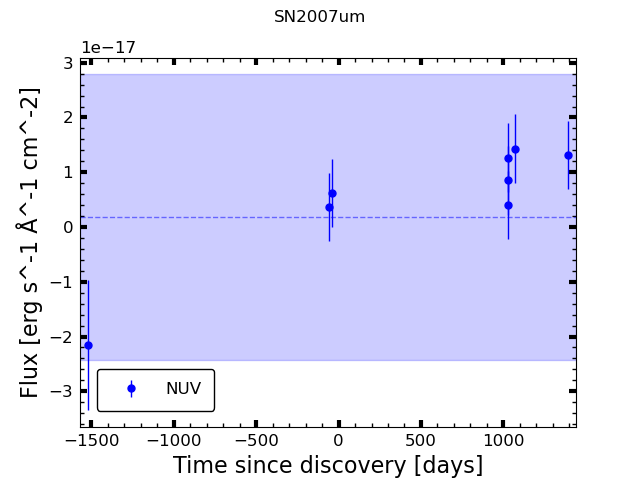 SN2007um
1e−17
3
2
1
0
−1
−2
−3
Flux [erg s^-1 Å^-1 cm^-2]
NUV
−1500 −1000 −500 0 500 1000
Time since discovery [days]